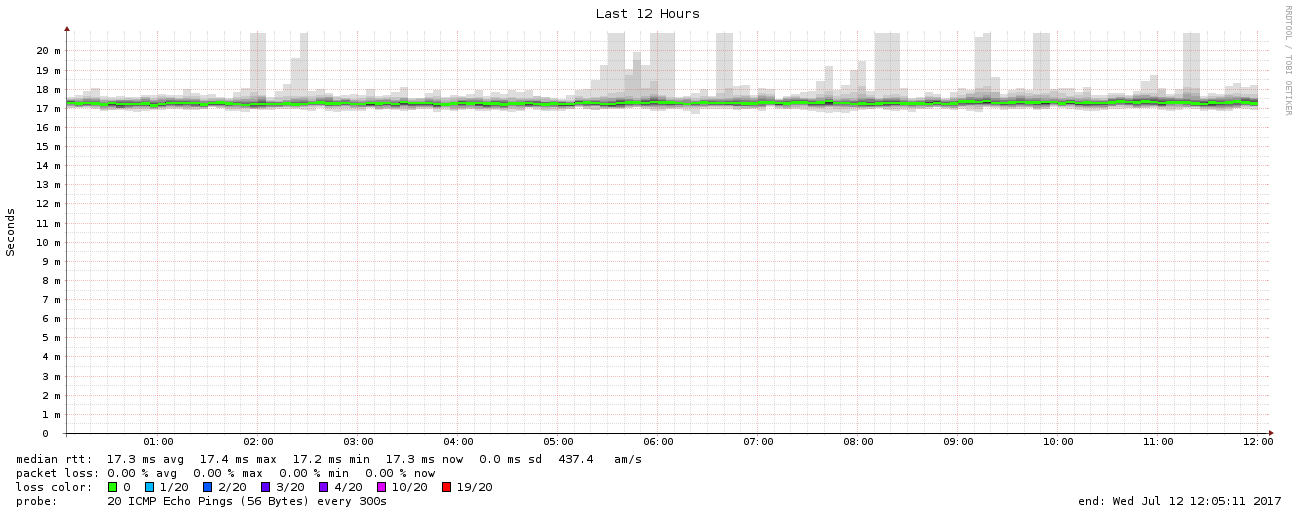 Last 12 Hours
RRDTOOL / TOBI OETIKER
Seconds
20 m
19 m
18 m
17 m
16 m
15 m
14 m
13 m
12 m
11 m
10 m
9 m
8 m
7 m
6 m
5 m
4 m
3 m
2 m
1 m
0
01:00 02:00 03:00 04:00 05:00 06:00 07:00 08:00 09:00 10:00 11:00 12:00
median rtt: 17.3 ms avg 17.4 ms max 17.2 ms min 17.3 ms now 0.0 ms sd 437.4 am/s
packet loss: 0.00 % avg 0.00 % max 0.00 % min 0.00 % now
loss color: 0 1/20 2/20 3/20 4/20 10/20 19/20
probe: 20 ICMP Echo Pings (56 Bytes) every 300s end: Wed Jul 12 12:05:11 2017